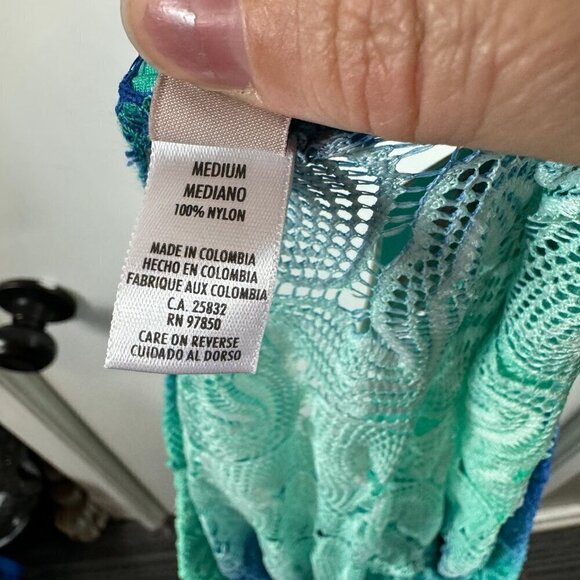 MEDIUM
MEDIANO
100% NYLON
MADE IN COLOMBIA
HECHO EN COLOMBIA
FABRIQUE AUX COLOMBIA
C.A. 25832
RN 97850
CARE ON REVERSE
CUIDADO AL DORSO